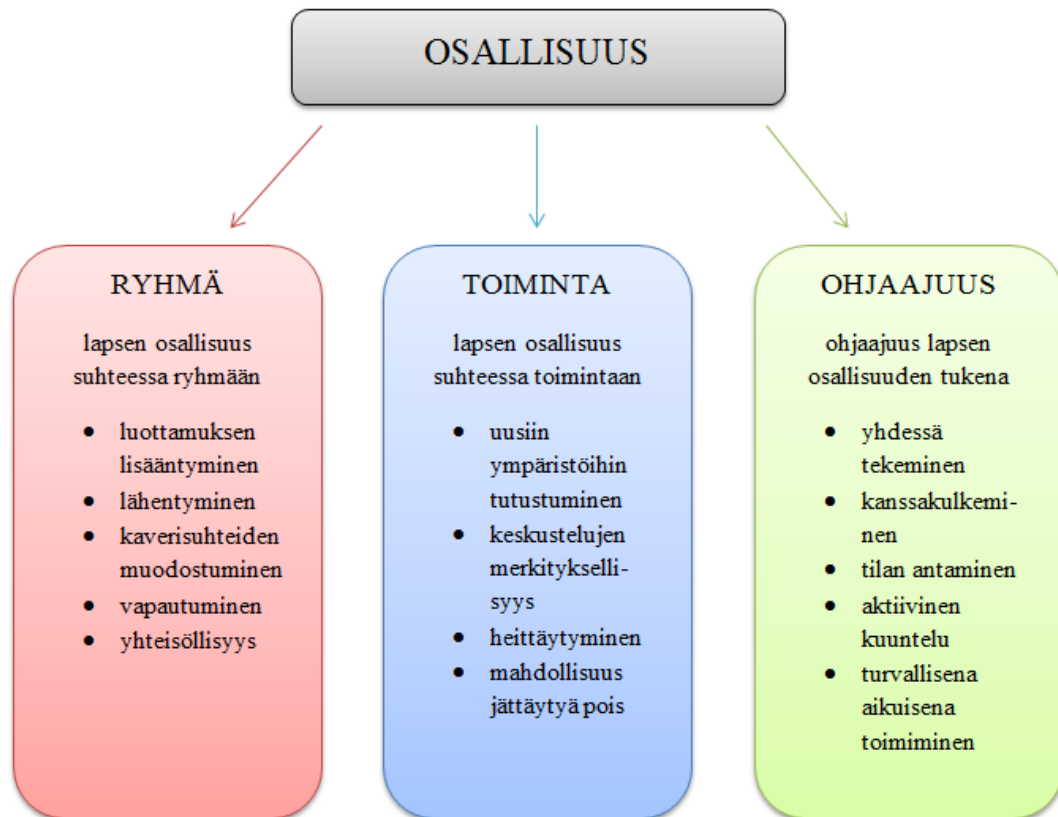 OSALLISUUS
RYHMÄ
lapsen osallisuus
suhteessa ryhmään
• luottamuksen
lisääntyminen
• lähentyminen
• kaverisuhteiden
muodostuminen
• vapautuminen
• yhteisöllisyys
TOIMINTA
lapsen osallisuus
suhteessa toimintaan
• uusiin
ympäristöihin
tutustuminen
• keskustelujen
merkitykselli-
syys
• heittäytyminen
• mahdollisuus
jättäytyä pois
OHJAAJUUS
ohjaajuus lapsen
osallisuuden tukena
• yhdessä
tekeminen
• kanssakulkemi-
nen
• tilan antaminen
• aktiivinen
kuuntelu
• turvallisena
aikuisena
toimiminen